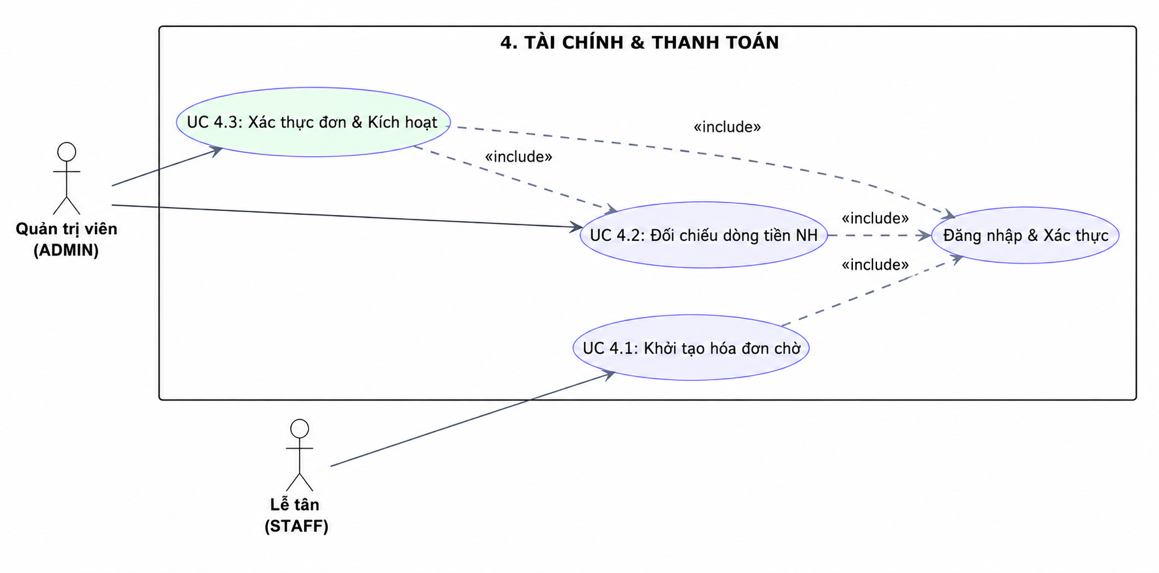 4. TÀI CHÍNH & THANH TOÁN
UC 4.3: Xác thực đơn & Kích hoạt
«include»
«include»
Quản trị viên
(ADMIN)
UC 4.2: Đối chiếu dòng tiền NH
«include»
Đăng nhập & Xác thực
«include»
UC 4.1: Khởi tạo hóa đơn chờ
Lễ tân
(STAFF)